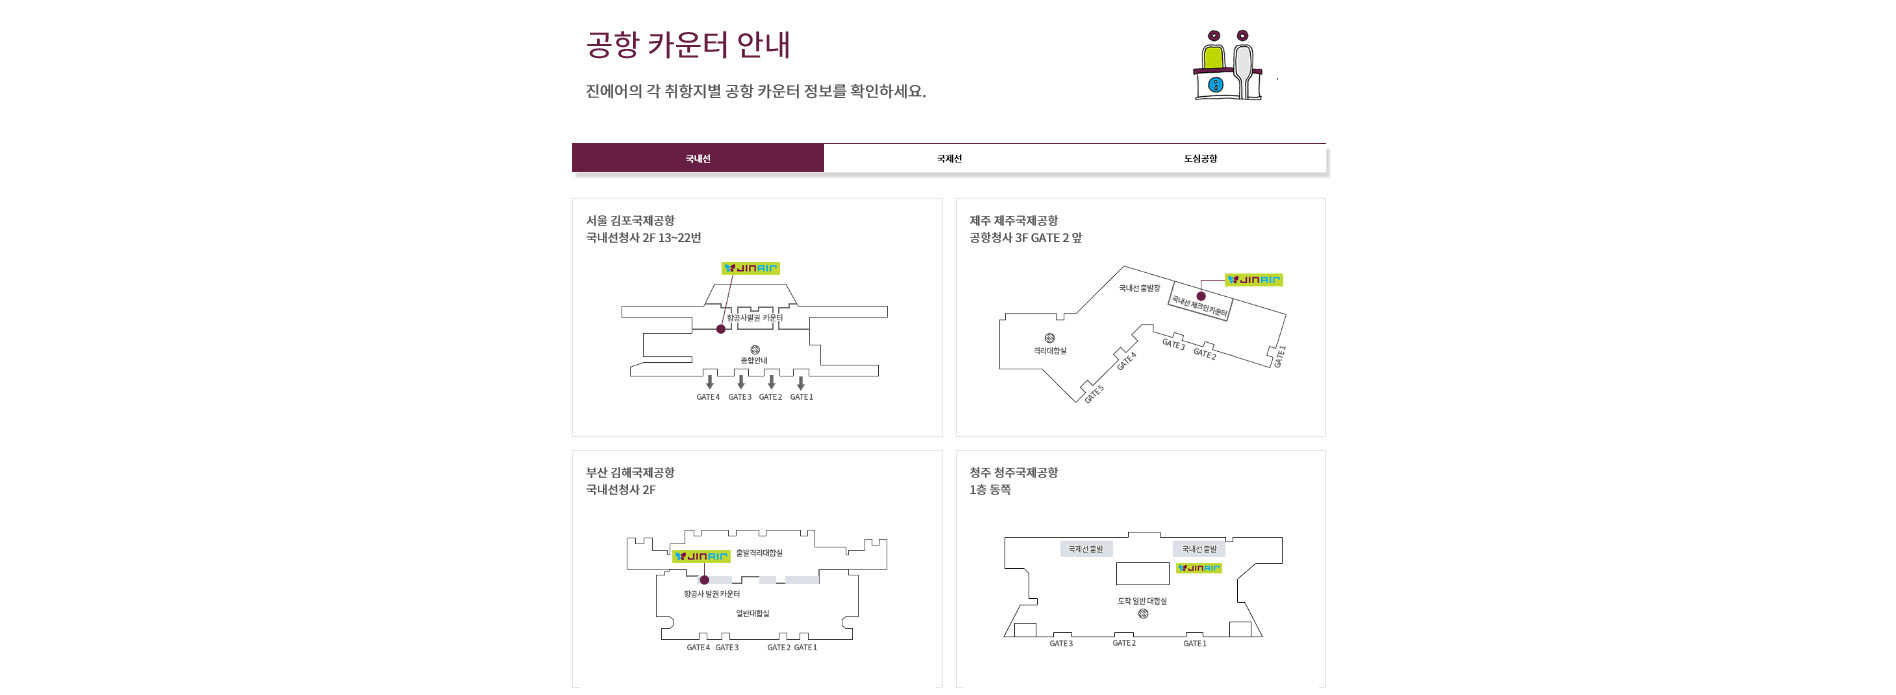 공항 카운터 안내
진에어의 각 취항지별 공항 카운터 정보를 확인하세요.
국내선
국제선
도심공항
서울 김포국제공항
국내선청사 2F 13~22번
JINAIR
항공사발권 카운터
종합안내
GATE 4
GATE 3
GATE 2
GATE 1
제주 제주국제공항
공항청사 3F GATE 2 앞
JINAIR
국내선 출발장
국내선 체크인 카운터
격리대합실
GATE 3
GATE 2
GATE 1
GATE 4
GATE 5
부산 김해국제공항
국내선청사 2F
JINAIR
출발격리대합실
항공사 발권 카운터
일반대합실
GATE 4
GATE 3
GATE 2
GATE 1
청주 청주국제공항
1층 동쪽
국제선 출발
국내선 출발
JINAIR
도착 일반 대합실
GATE 3
GATE 2
GATE 1